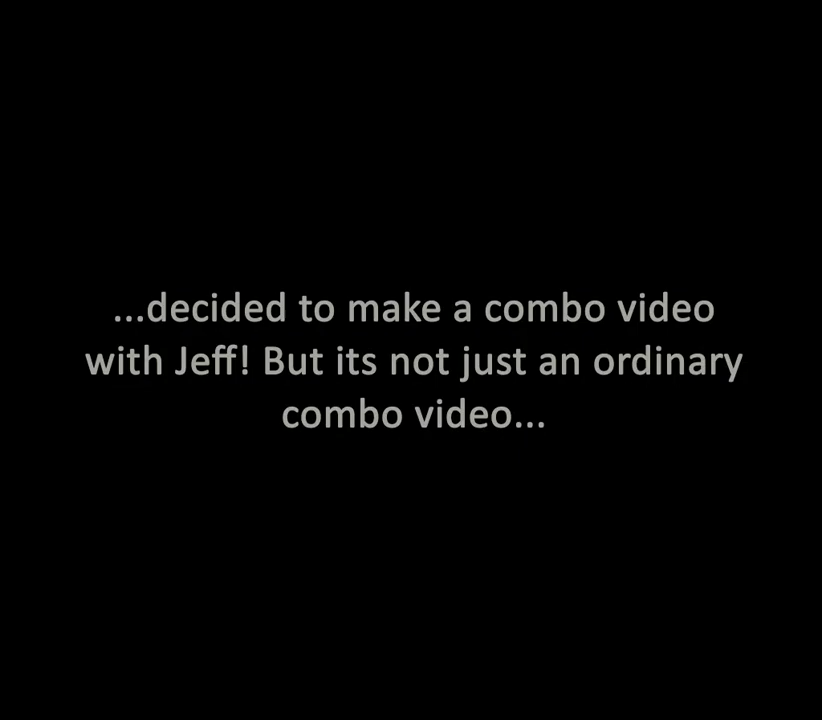 ...decided to make a combo video
with Jeff! But its not just an ordinary
combo video...